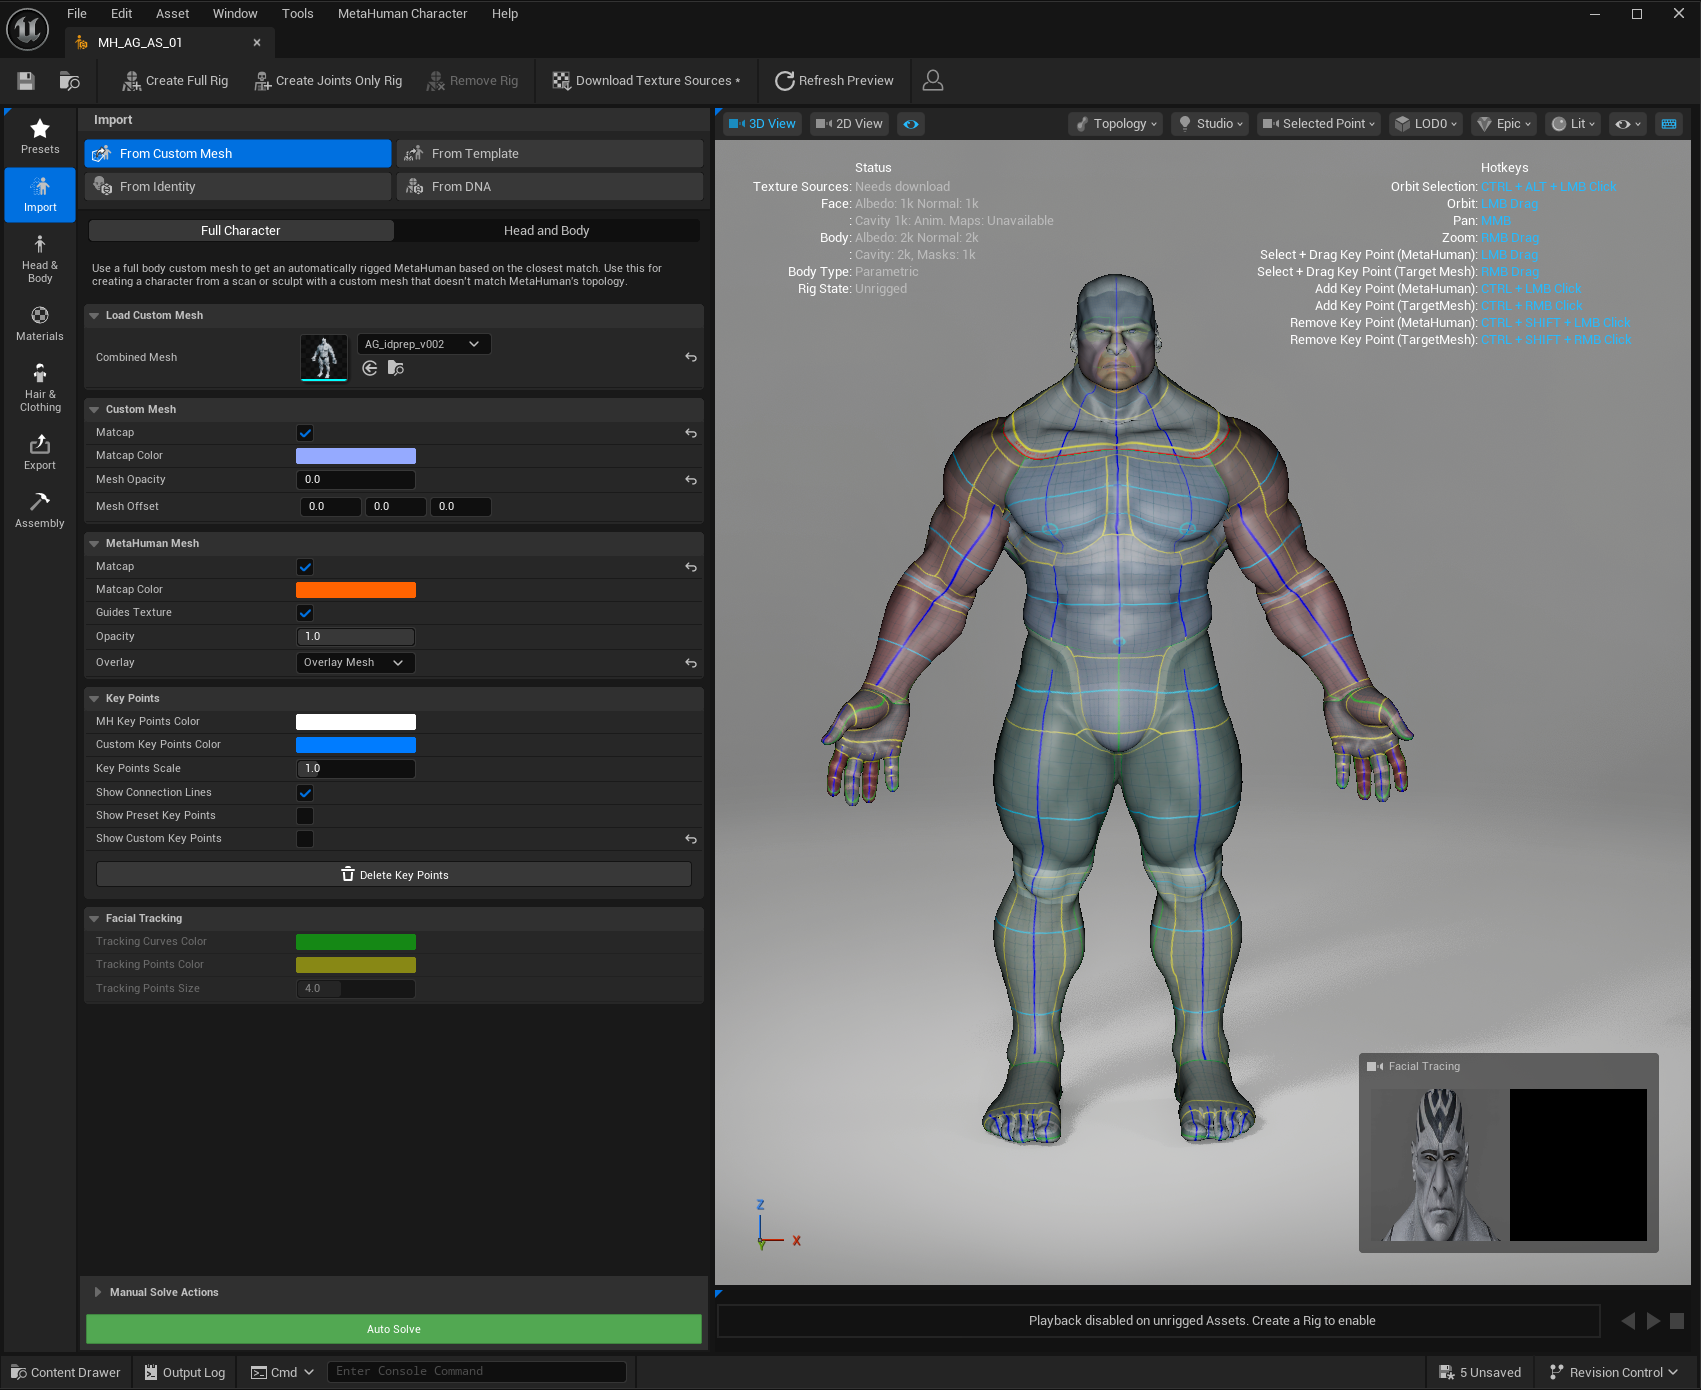 File Edit Asset Window Tools MetaHuman Character Help
MH_AG_AS_01
Create Full Rig Create Joints Only Rig Remove Rig Download Texture Sources * Refresh Preview
Presets
Import
Head & Body
Materials
Hair & Clothing
Export
Assembly
Import
From Custom Mesh From Template
From Identity From DNA
Full Character Head and Body
Use a full body custom mesh to get an automatically rigged MetaHuman based on the closest match. Use this for
creating a character from a scan or sculpt with a custom mesh that doesn't match MetaHuman's topology.
Load Custom Mesh
Combined Mesh AG_idprep_v002
Custom Mesh
Matcap
Matcap Color
Mesh Opacity 0.0
Mesh Offset 0.0 0.0 0.0
MetaHuman Mesh
Matcap
Matcap Color
Guides Texture
Opacity 1.0
Overlay Overlay Mesh
Key Points
MH Key Points Color
Custom Key Points Color
Key Points Scale 1.0
Show Connection Lines
Show Preset Key Points
Show Custom Key Points
Delete Key Points
Facial Tracking
Tracking Curves Color
Tracking Points Color
Tracking Points Size 4.0
Manual Solve Actions
Auto Solve
3D View 2D View Topology Studio Selected Point LOD0 Epic Lit
Status
Texture Sources: Needs download
Face: Albedo: 1k Normal: 1k
: Cavity 1k: Anim. Maps: Unavailable
Body: Albedo: 2k Normal: 2k
: Cavity: 2k, Masks: 1k
Body Type: Parametric
Rig State: Unrigged
Hotkeys
Orbit Selection: CTRL + ALT + LMB Click
Orbit: LMB Drag
Pan: MMB
Zoom: RMB Drag
Select + Drag Key Point (MetaHuman): LMB Drag
Select + Drag Key Point (Target Mesh): RMB Drag
Add Key Point (MetaHuman): CTRL + LMB Click
Add Key Point (TargetMesh): CTRL + RMB Click
Remove Key Point (MetaHuman): CTRL + SHIFT + LMB Click
Remove Key Point (TargetMesh): CTRL + SHIFT + RMB Click
Facial Tracing
Z
X
Y
Playback disabled on unrigged Assets. Create a Rig to enable
Content Drawer Output Log Cmd Enter Console Command 5 Unsaved Revision Control